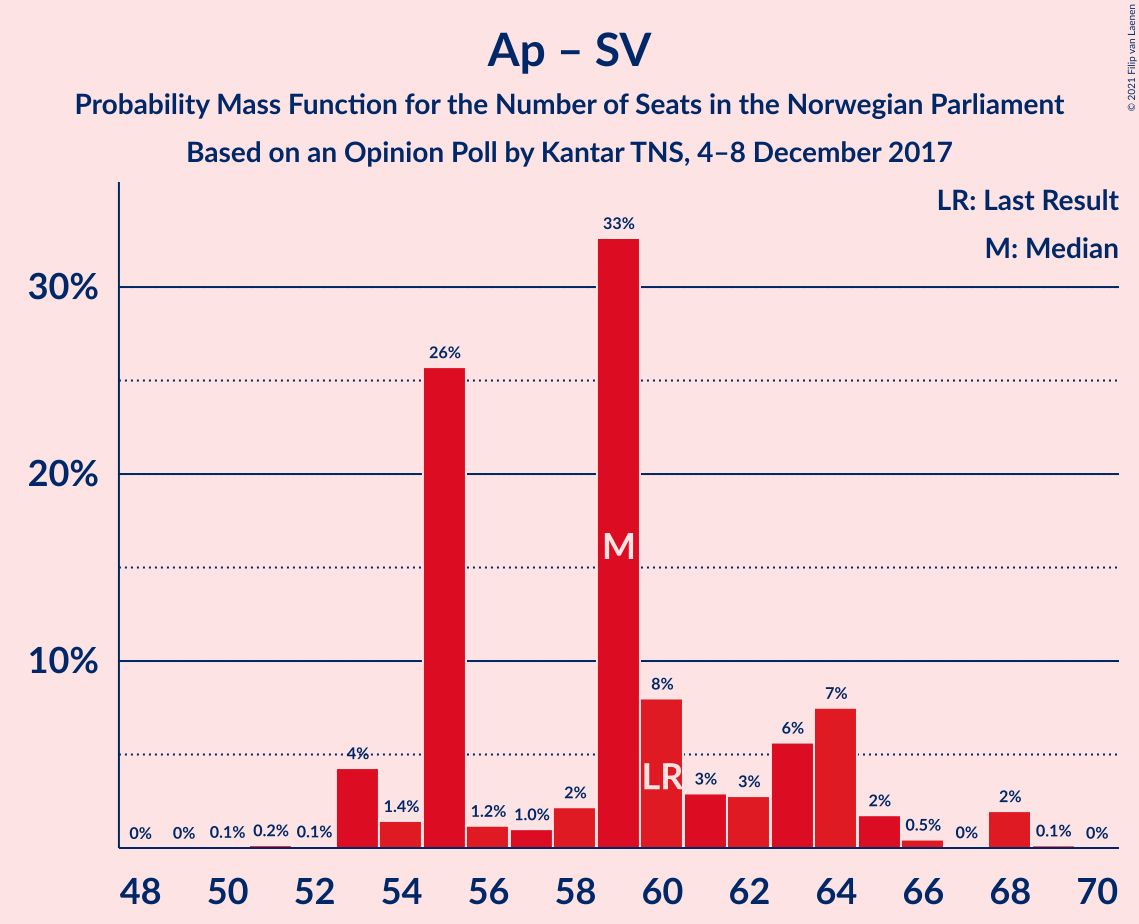 Ap – SV
Probability Mass Function for the Number of Seats in the Norwegian Parliament
Based on an Opinion Poll by Kantar TNS, 4–8 December 2017
© 2021 Filip van Laenen
LR: Last Result
M: Median
30%
20%
10%
0%
0%
0.1%
0.2%
0.1%
4%
1.4%
26%
1.2%
1.0%
2%
33%
8%
3%
3%
6%
7%
2%
0.5%
0%
2%
0.1%
0%
M
LR
48 50 52 54 56 58 60 62 64 66 68 70